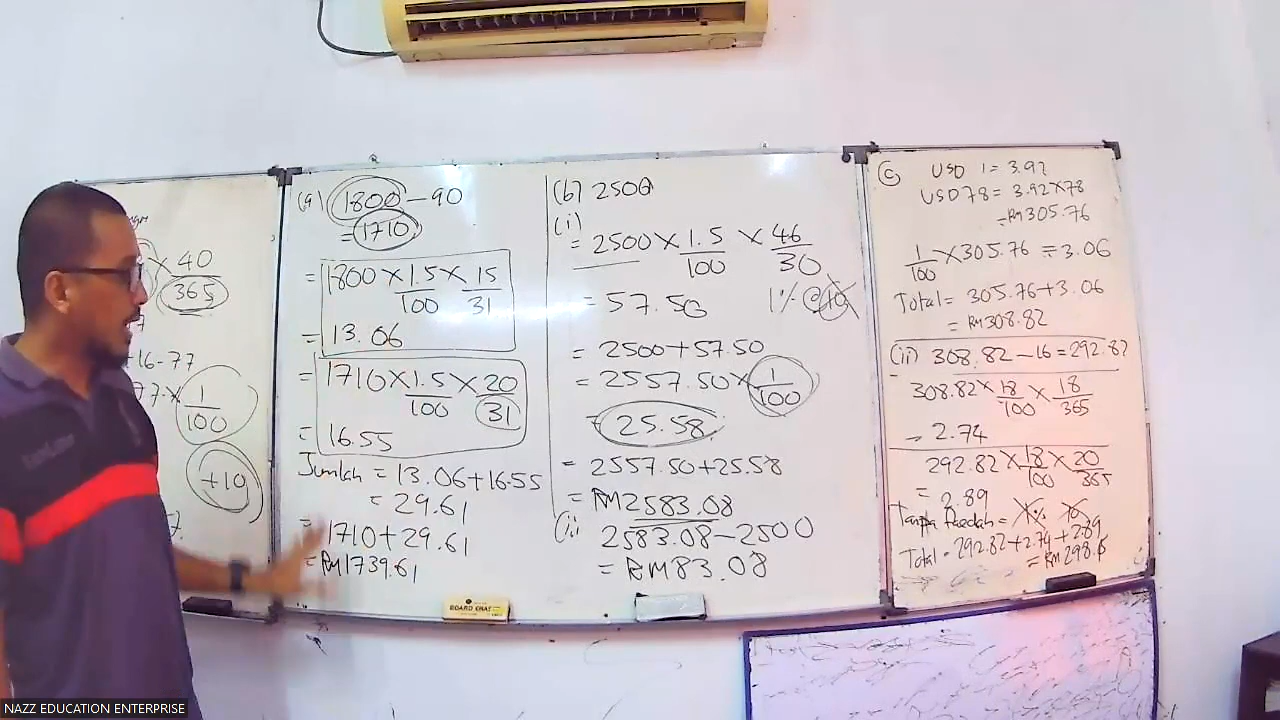 × 40
365
+16-77
1
100
+10
(a) 1800 - 90
= 1710
= 1800 × 1.5 × 15
100 31
= 13.06
= 1710 × 1.5 × 20
100 31
= 16.55
Jumlah = 13.06 + 16.55
= 29.61
= 1710 + 29.61
= RM1739.61
(b) 2500
(i)
= 2500 × 1.5 × 46
100 30
= 57.50
= 2500 + 57.50
= 2557.50 × 1
100
= 25.58
= 2557.50 + 25.58
= RM2583.08
(ii) 2583.08 - 2500
= RM83.08
BOARD ERAS
(c) USD 1 = 3.92
USD 78 = 3.92 × 78
= RM305.76
1 × 305.76 = 3.06
100
Total = 305.76 + 3.06
= RM308.82
(ii) 308.82 - 16 = 292.82
308.82 × 18 × 18
100 365
= 2.74
292.82 × 18 × 20
100 365
= 2.89
Tanpa Faedah =
Total = 292.82 + 2.74 + 2.89
NAZZ EDUCATION ENTERPRISE